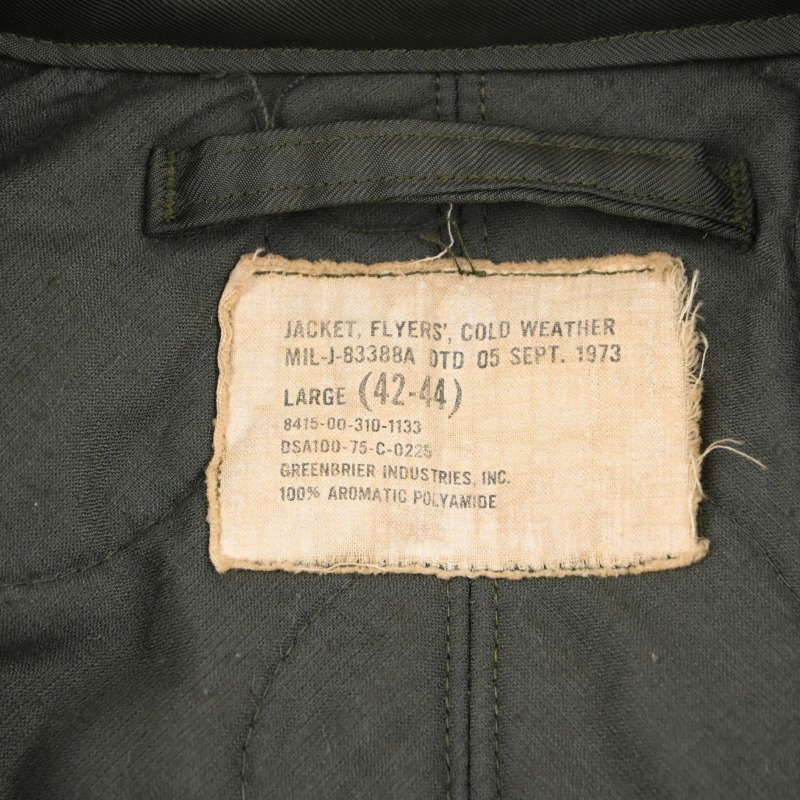 JACKET, FLYERS', COLD WEATHER
MIL-J-83388A DTD 05 SEPT. 1973
LARGE (42-44)
8415-00-310-1133
DSA100-75-C-0225
GREENBRIER INDUSTRIES, INC.
100% AROMATIC POLYAMIDE